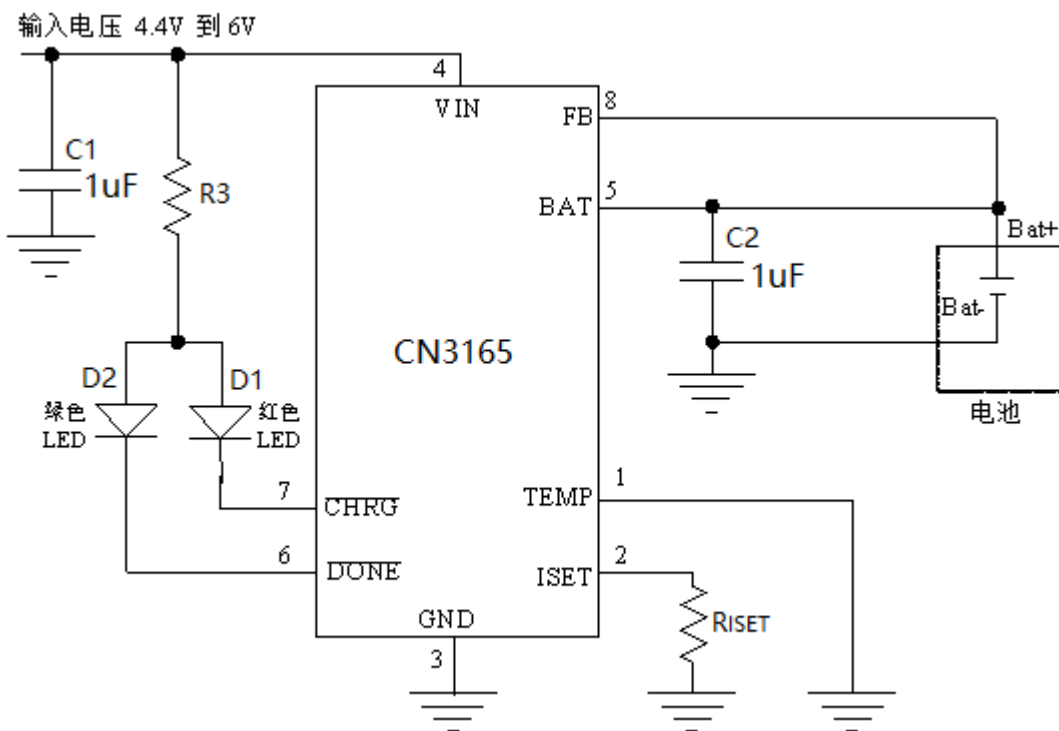 输入电压 4.4V 到 6V
4
VIN
8
FB
C1
1uF
R3
5
BAT
C2
1uF
Bat+
Bat-
CN3165
电池
D2
D1
绿色
LED
红色
LED
7
CHRG
1
TEMP
6
DONE
2
ISET
RISET
GND
3